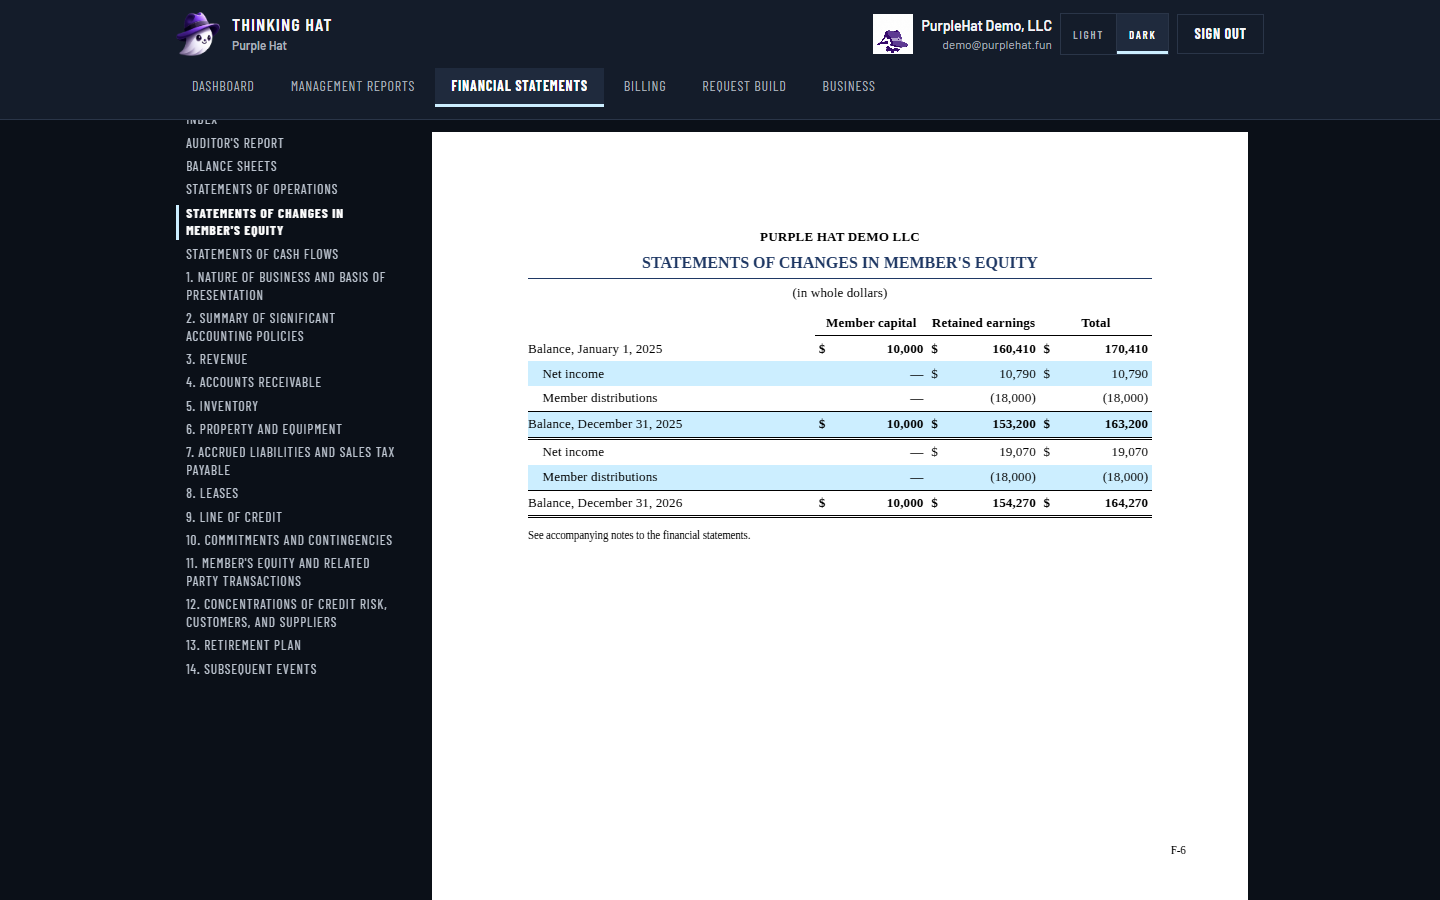 THINKING HAT
Purple Hat
PurpleHat Demo, LLC
demo@purplehat.fun
LIGHT
DARK
SIGN OUT
DASHBOARD
MANAGEMENT REPORTS
FINANCIAL STATEMENTS
BILLING
REQUEST BUILD
BUSINESS
INDEX
AUDITOR'S REPORT
BALANCE SHEETS
STATEMENTS OF OPERATIONS
STATEMENTS OF CHANGES IN
MEMBER'S EQUITY
STATEMENTS OF CASH FLOWS
1. NATURE OF BUSINESS AND BASIS OF
PRESENTATION
2. SUMMARY OF SIGNIFICANT
ACCOUNTING POLICIES
3. REVENUE
4. ACCOUNTS RECEIVABLE
5. INVENTORY
6. PROPERTY AND EQUIPMENT
7. ACCRUED LIABILITIES AND SALES TAX
PAYABLE
8. LEASES
9. LINE OF CREDIT
10. COMMITMENTS AND CONTINGENCIES
11. MEMBER'S EQUITY AND RELATED
PARTY TRANSACTIONS
12. CONCENTRATIONS OF CREDIT RISK,
CUSTOMERS, AND SUPPLIERS
13. RETIREMENT PLAN
14. SUBSEQUENT EVENTS
PURPLE HAT DEMO LLC
STATEMENTS OF CHANGES IN MEMBER'S EQUITY
(in whole dollars)
Member capital Retained earnings Total
Balance, January 1, 2025 $ 10,000 $ 160,410 $ 170,410
Net income — $ 10,790 $ 10,790
Member distributions — (18,000) (18,000)
Balance, December 31, 2025 $ 10,000 $ 153,200 $ 163,200
Net income — $ 19,070 $ 19,070
Member distributions — (18,000) (18,000)
Balance, December 31, 2026 $ 10,000 $ 154,270 $ 164,270
See accompanying notes to the financial statements.
F-6